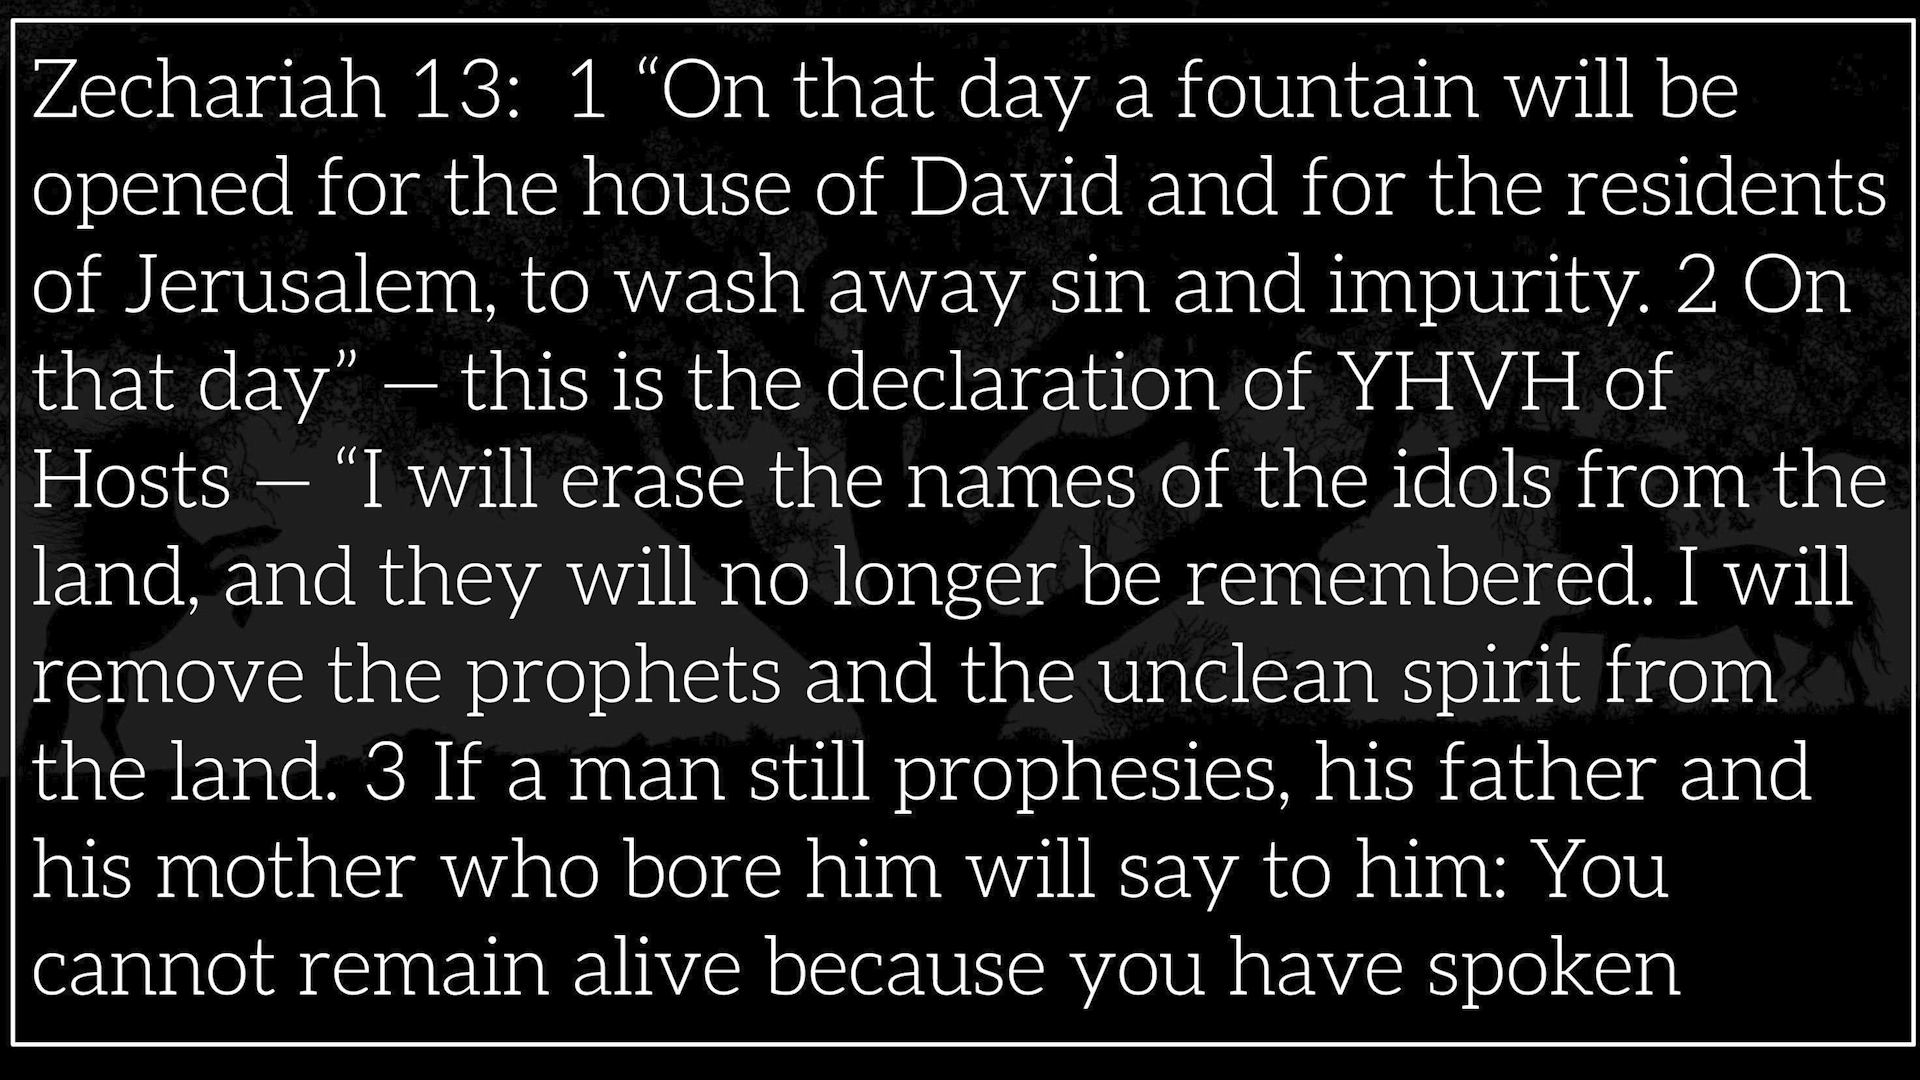 Zechariah 13:  1 “On that day a fountain will be
opened for the house of David and for the residents
of Jerusalem, to wash away sin and impurity. 2 On
that day” — this is the declaration of YHVH of
Hosts — “I will erase the names of the idols from the
land, and they will no longer be remembered. I will
remove the prophets and the unclean spirit from
the land. 3 If a man still prophesies, his father and
his mother who bore him will say to him: You
cannot remain alive because you have spoken